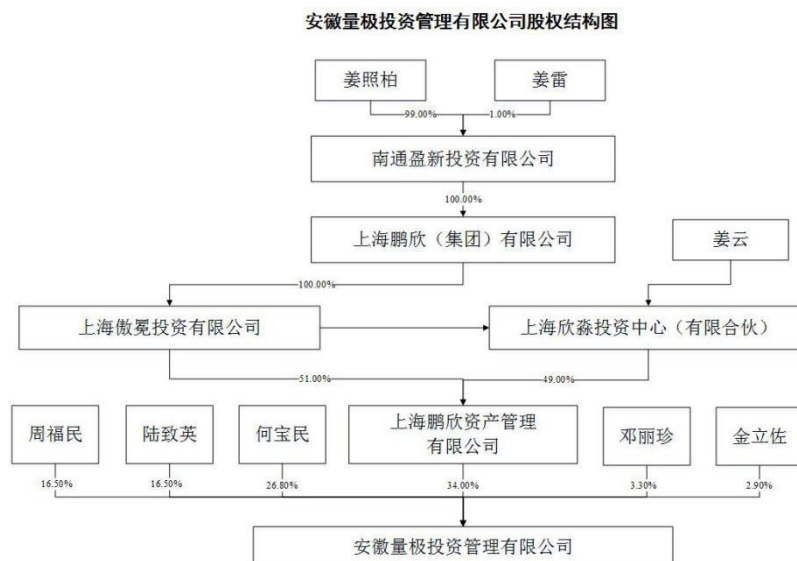 安徽量极投资管理有限公司股权结构图
姜照柏
姜雷
99.00%
1.00%
南通盈新投资有限公司
100.00%
上海鹏欣（集团）有限公司
姜云
100.00%
上海傲冕投资有限公司
上海欣淼投资中心（有限合伙）
51.00%
49.00%
周福民
陆致英
何宝民
上海鹏欣资产管理
有限公司
邓丽珍
金立佐
16.50%
16.50%
26.80%
34.00%
3.30%
2.90%
安徽量极投资管理有限公司